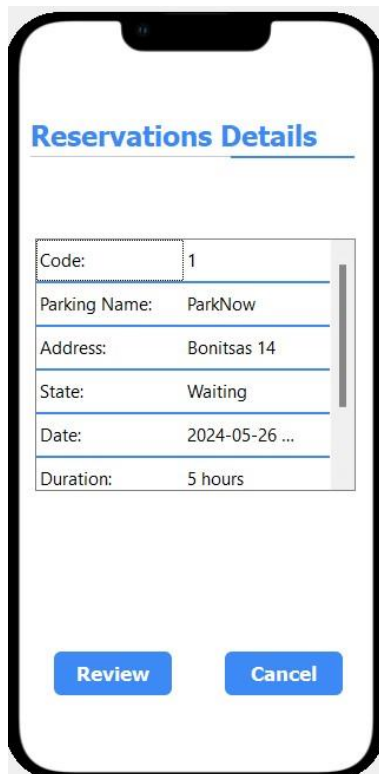 Reservations Details
Code: 1
Parking Name: ParkNow
Address: Bonitsas 14
State: Waiting
Date: 2024-05-26 ...
Duration: 5 hours
Review Cancel